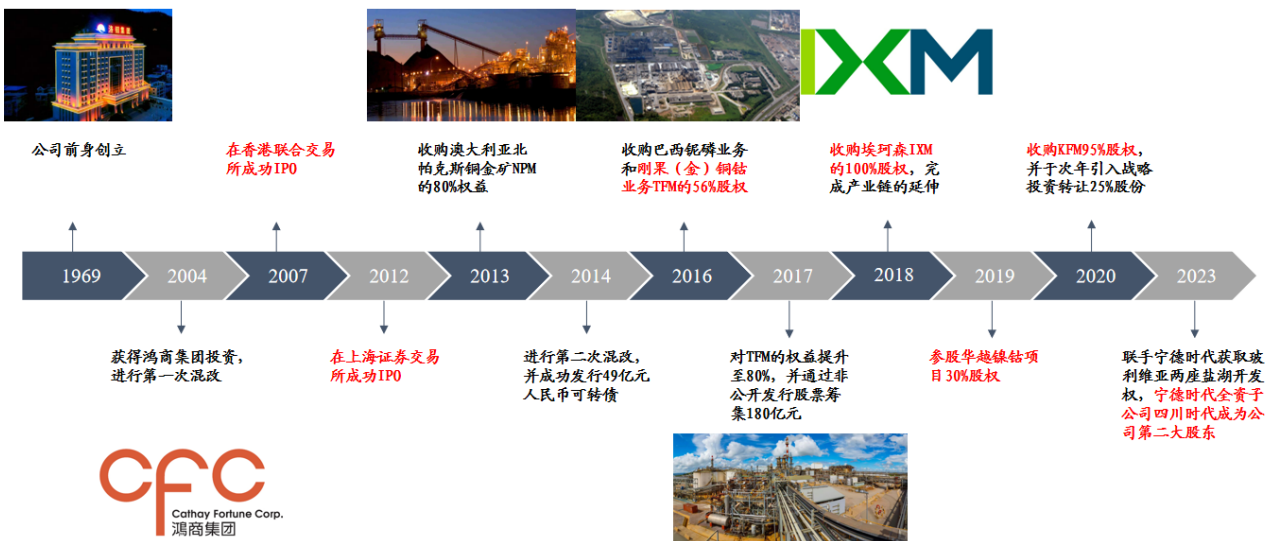 IXM
公司前身创立
在香港联合交易
所成功IPO
收购澳大利亚北
帕克斯铜金矿NPM
的80%权益
收购巴西铌磷业务
和刚果（金）铜钴
业务TFM的56%股权
收购埃珂森IXM
的100%股权，完
成产业链的延伸
收购KFM95%股权，
并于次年引入战略
投资转让25%股份
1969
2004
2007
2012
2013
2014
2016
2017
2018
2019
2020
2023
获得鸿商集团投资，
进行第一次混改
在上海证券交易
所成功IPO
进行第二次混改，
并成功发行49亿元
人民币可转债
对TFM的权益提升
至80%，并通过非
公开发行股票筹
集180亿元
参股华越镍钴项
目30%股权
联手宁德时代获取玻
利维亚两座盐湖开发
权，宁德时代全资子
公司四川时代成为公
司第二大股东
CFC
Cathay Fortune Corp.
鴻商集团